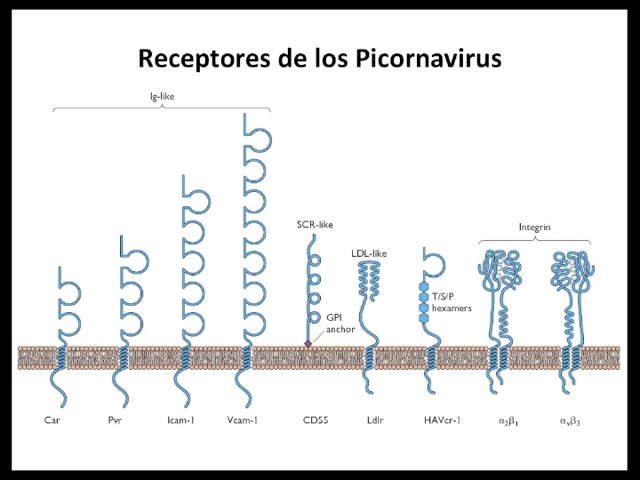 Receptores de los Picornavirus
Ig-like
SCR-like
Integrin
LDL-like
T/S/P
hexamers
GPI
anchor
Car Pvr Icam-1 Vcam-1 CD55 Ldlr HAVcr-1 α₂β₁ αᵥβ₃